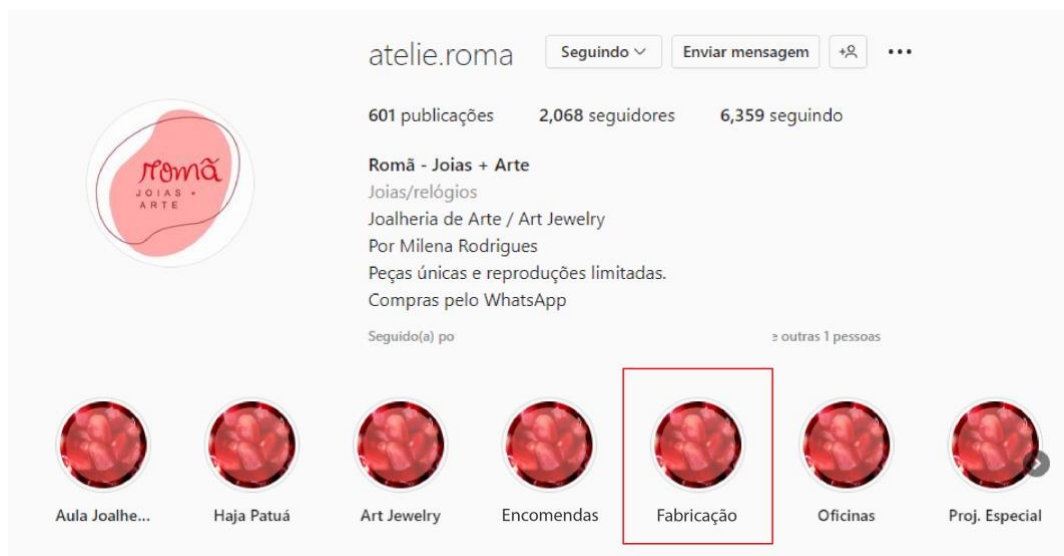 atelie.roma Seguindo Enviar mensagem
601 publicações 2,068 seguidores 6,359 seguindo
romã
JOIAS +
ARTE
Romã - Joias + Arte
Joias/relógios
Joalheria de Arte / Art Jewelry
Por Milena Rodrigues
Peças únicas e reproduções limitadas.
Compras pelo WhatsApp
Seguido(a) po e outras 1 pessoas
Aula Joalhe... Haja Patuá Art Jewelry Encomendas Fabricação Oficinas Proj. Especial